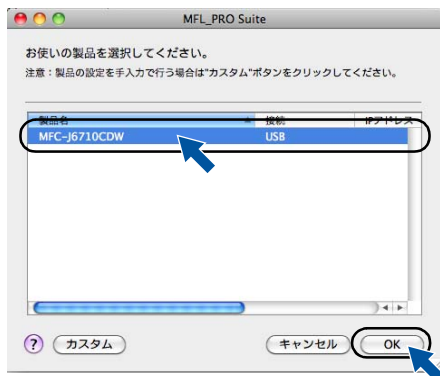 MFL_PRO Suite
お使いの製品を選択してください。
注意：製品の設定を手入力で行う場合は"カスタム"ボタンをクリックしてください。
製品名 接続 IPアドレス
MFC-J6710CDW USB
? カスタム キャンセル OK